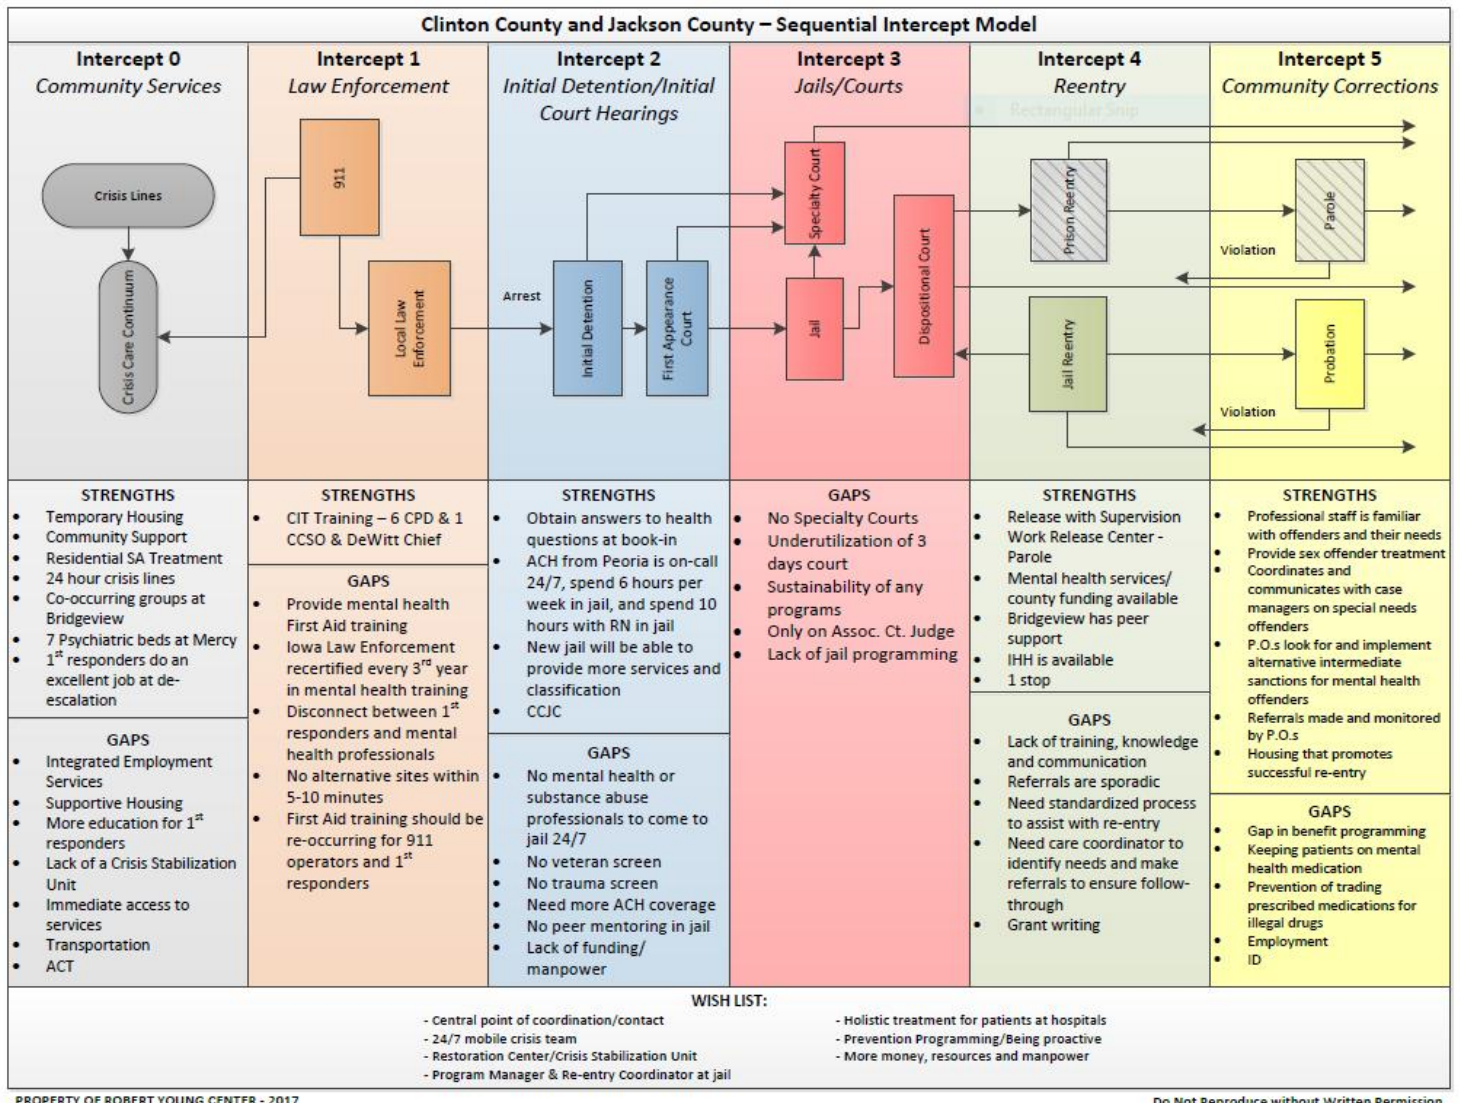 Clinton County and Jackson County – Sequential Intercept Model
Intercept 0
Community Services
Intercept 1
Law Enforcement
Intercept 2
Initial Detention/Initial
Court Hearings
Intercept 3
Jails/Courts
Intercept 4
Reentry
Intercept 5
Community Corrections
• Rectangular Snip
Crisis Lines
Crisis Care Continuum
911
Local Law
Enforcement
Arrest
Initial Detention
First Appearance
Court
Specialty Court
Jail
Dispositional Court
Prison Reentry
Jail Reentry
Parole
Violation
Probation
Violation
STRENGTHS
• Temporary Housing
• Community Support
• Residential SA Treatment
• 24 hour crisis lines
• Co-occurring groups at
Bridgeview
• 7 Psychiatric beds at Mercy
• 1st responders do an
excellent job at de-
escalation
GAPS
• Integrated Employment
Services
• Supportive Housing
• More education for 1st
responders
• Lack of a Crisis Stabilization
Unit
• Immediate access to
services
• Transportation
• ACT
STRENGTHS
• CIT Training – 6 CPD & 1
CCSO & DeWitt Chief
GAPS
• Provide mental health
First Aid training
• Iowa Law Enforcement
recertified every 3rd year
in mental health training
• Disconnect between 1st
responders and mental
health professionals
• No alternative sites within
5-10 minutes
• First Aid training should be
re-occurring for 911
operators and 1st
responders
STRENGTHS
• Obtain answers to health
questions at book-in
• ACH from Peoria is on-call
24/7, spend 6 hours per
week in jail, and spend 10
hours with RN in jail
• New jail will be able to
provide more services and
classification
• CCJC
GAPS
• No mental health or
substance abuse
professionals to come to
jail 24/7
• No veteran screen
• No trauma screen
• Need more ACH coverage
• No peer mentoring in jail
• Lack of funding/
manpower
GAPS
• No Specialty Courts
• Underutilization of 3
days court
• Sustainability of any
programs
• Only on Assoc. Ct. Judge
• Lack of jail programming
STRENGTHS
• Release with Supervision
• Work Release Center -
Parole
• Mental health services/
county funding available
• Bridgeview has peer
support
• IHH is available
• 1 stop
GAPS
• Lack of training, knowledge
and communication
• Referrals are sporadic
• Need standardized process
to assist with re-entry
• Need care coordinator to
identify needs and make
referrals to ensure follow-
through
• Grant writing
STRENGTHS
• Professional staff is familiar
with offenders and their needs
• Provide sex offender treatment
• Coordinates and
communicates with case
managers on special needs
offenders
• P.O.s look for and implement
alternative intermediate
sanctions for mental health
offenders
• Referrals made and monitored
by P.O.s
• Housing that promotes
successful re-entry
GAPS
• Gap in benefit programming
• Keeping patients on mental
health medication
• Prevention of trading
prescribed medications for
illegal drugs
• Employment
• ID
WISH LIST:
- Central point of coordination/contact
- 24/7 mobile crisis team
- Restoration Center/Crisis Stabilization Unit
- Program Manager & Re-entry Coordinator at jail
- Holistic treatment for patients at hospitals
- Prevention Programming/Being proactive
- More money, resources and manpower
PROPERTY OF ROBERT YOUNG CENTER - 2017
Do Not Reproduce without Written Permission